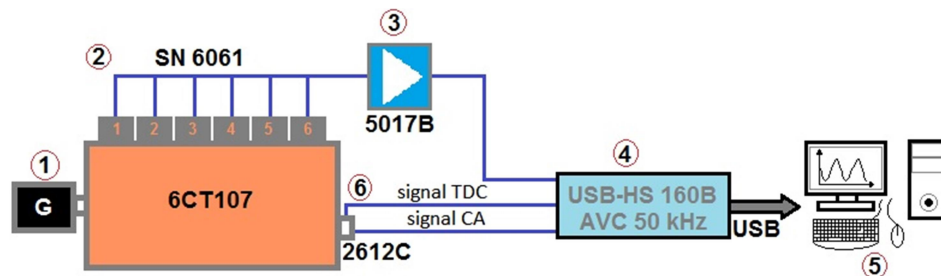 3
2
SN 6061
5017B
1 2 3 4 5 6
1
4
6
G
6CT107
signal TDC
signal CA
2612C
USB-HS 160B
AVC 50 kHz
USB
5